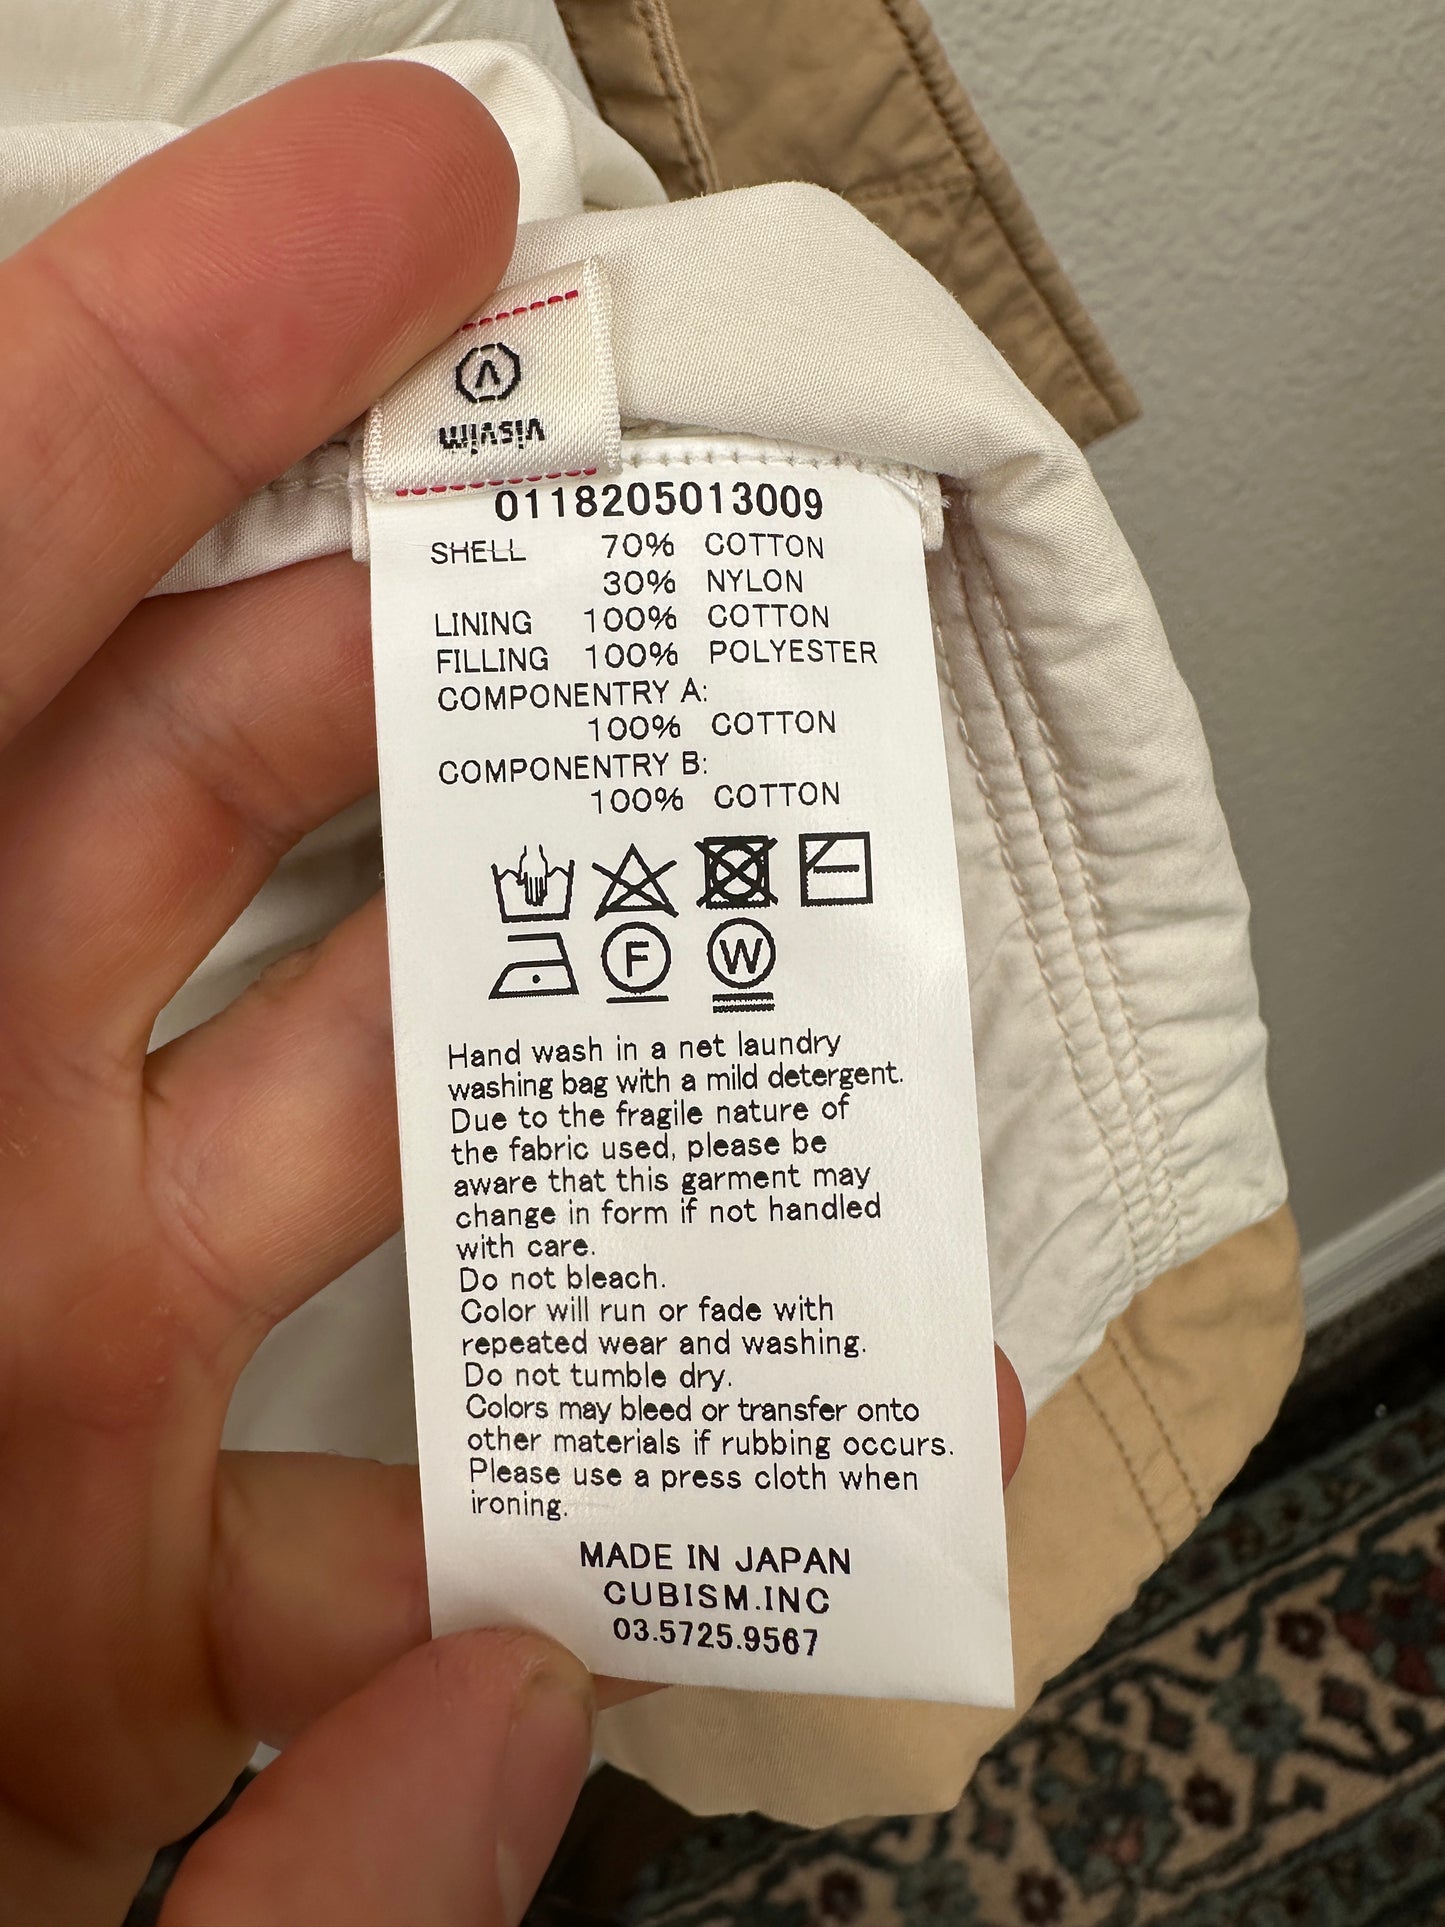 visvim
0118205013009
SHELL 70% COTTON
30% NYLON
LINING 100% COTTON
FILLING 100% POLYESTER
COMPONENTRY A:
100% COTTON
COMPONENTRY B:
100% COTTON
F W
Hand wash in a net laundry
washing bag with a mild detergent.
Due to the fragile nature of
the fabric used, please be
aware that this garment may
change in form if not handled
with care.
Do not bleach.
Color will run or fade with
repeated wear and washing.
Do not tumble dry.
Colors may bleed or transfer onto
other materials if rubbing occurs.
Please use a press cloth when
ironing.
MADE IN JAPAN
CUBISM.INC
03.5725.9567